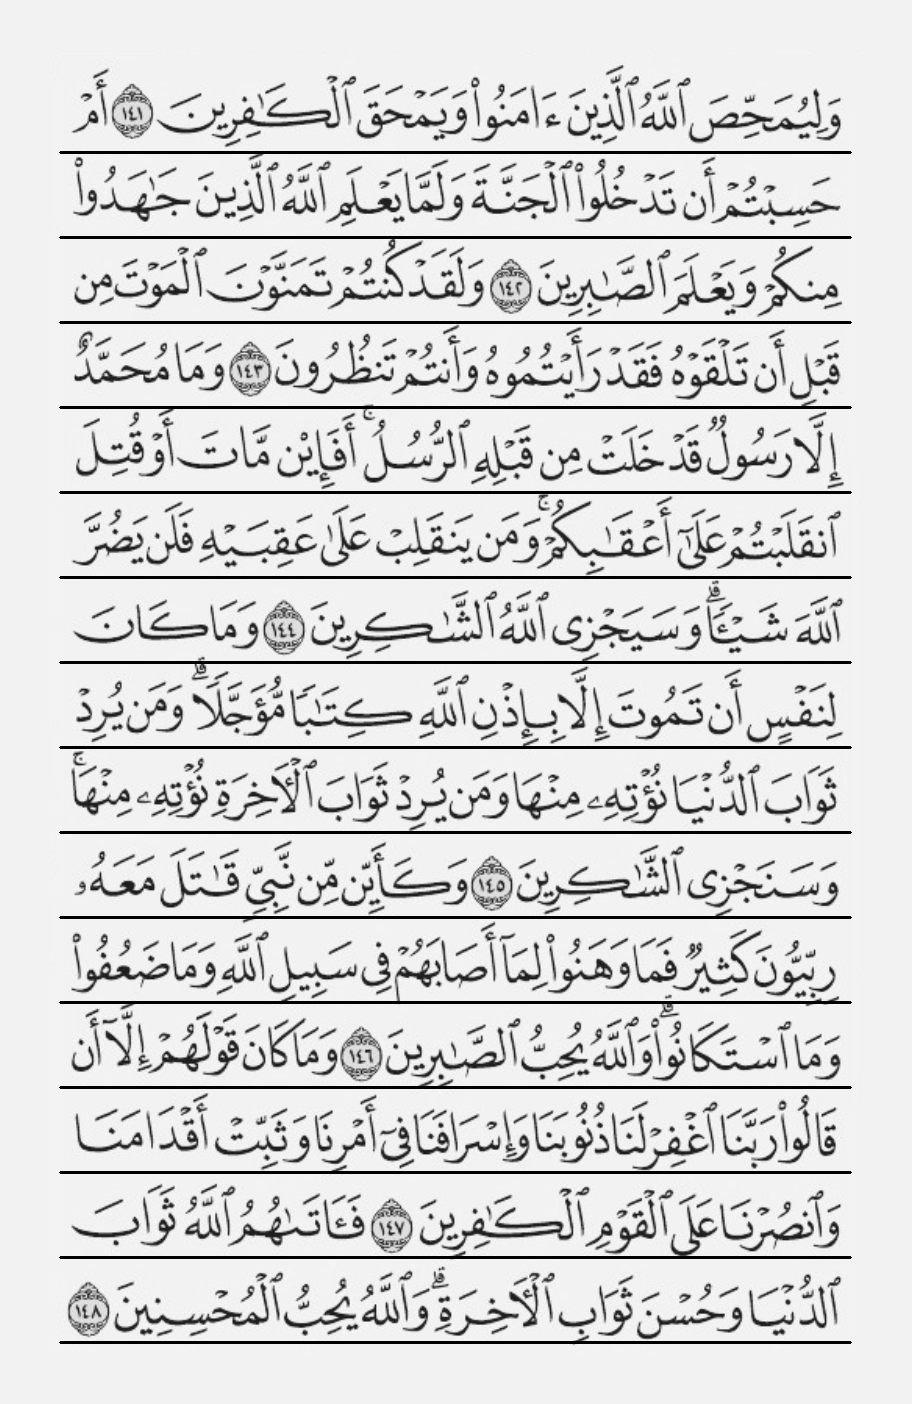 وَلِيُمَحِّصَ ٱللَّهُ ٱلَّذِينَ ءَامَنُوا۟ وَيَمْحَقَ ٱلْكَـٰفِرِينَ ١٤١ أَمْ
حَسِبْتُمْ أَن تَدْخُلُوا۟ ٱلْجَنَّةَ وَلَمَّا يَعْلَمِ ٱللَّهُ ٱلَّذِينَ جَـٰهَدُوا۟
مِنكُمْ وَيَعْلَمَ ٱلصَّـٰبِرِينَ ١٤٢ وَلَقَدْ كُنتُمْ تَمَنَّوْنَ ٱلْمَوْتَ مِن
قَبْلِ أَن تَلْقَوْهُ فَقَدْ رَأَيْتُمُوهُ وَأَنتُمْ تَنظُرُونَ ١٤٣ وَمَا مُحَمَّدٌ
إِلَّا رَسُولٌ قَدْ خَلَتْ مِن قَبْلِهِ ٱلرُّسُلُ ۚ أَفَإِي۟ن مَّاتَ أَوْ قُتِلَ
ٱنقَلَبْتُمْ عَلَىٰٓ أَعْقَـٰبِكُمْ ۚ وَمَن يَنقَلِبْ عَلَىٰ عَقِبَيْهِ فَلَن يَضُرَّ
ٱللَّهَ شَيْـًٔا ۗ وَسَيَجْزِى ٱللَّهُ ٱلشَّـٰكِرِينَ ١٤٤ وَمَا كَانَ
لِنَفْسٍ أَن تَمُوتَ إِلَّا بِإِذْنِ ٱللَّهِ كِتَـٰبًا مُّؤَجَّلًا ۗ وَمَن يُرِدْ
ثَوَابَ ٱلدُّنْيَا نُؤْتِهِۦ مِنْهَا وَمَن يُرِدْ ثَوَابَ ٱلْـَٔاخِرَةِ نُؤْتِهِۦ مِنْهَا ۚ
وَسَنَجْزِى ٱلشَّـٰكِرِينَ ١٤٥ وَكَأَيِّن مِّن نَّبِىٍّ قَـٰتَلَ مَعَهُۥ
رِبِّيُّونَ كَثِيرٌ فَمَا وَهَنُوا۟ لِمَآ أَصَابَهُمْ فِى سَبِيلِ ٱللَّهِ وَمَا ضَعُفُوا۟
وَمَا ٱسْتَكَانُوا۟ ۗ وَٱللَّهُ يُحِبُّ ٱلصَّـٰبِرِينَ ١٤٦ وَمَا كَانَ قَوْلَهُمْ إِلَّآ أَن
قَالُوا۟ رَبَّنَا ٱغْفِرْ لَنَا ذُنُوبَنَا وَإِسْرَافَنَا فِىٓ أَمْرِنَا وَثَبِّتْ أَقْدَامَنَا
وَٱنصُرْنَا عَلَى ٱلْقَوْمِ ٱلْكَـٰفِرِينَ ١٤٧ فَـَٔاتَىٰهُمُ ٱللَّهُ ثَوَابَ
ٱلدُّنْيَا وَحُسْنَ ثَوَابِ ٱلْـَٔاخِرَةِ ۗ وَٱللَّهُ يُحِبُّ ٱلْمُحْسِنِينَ ١٤٨